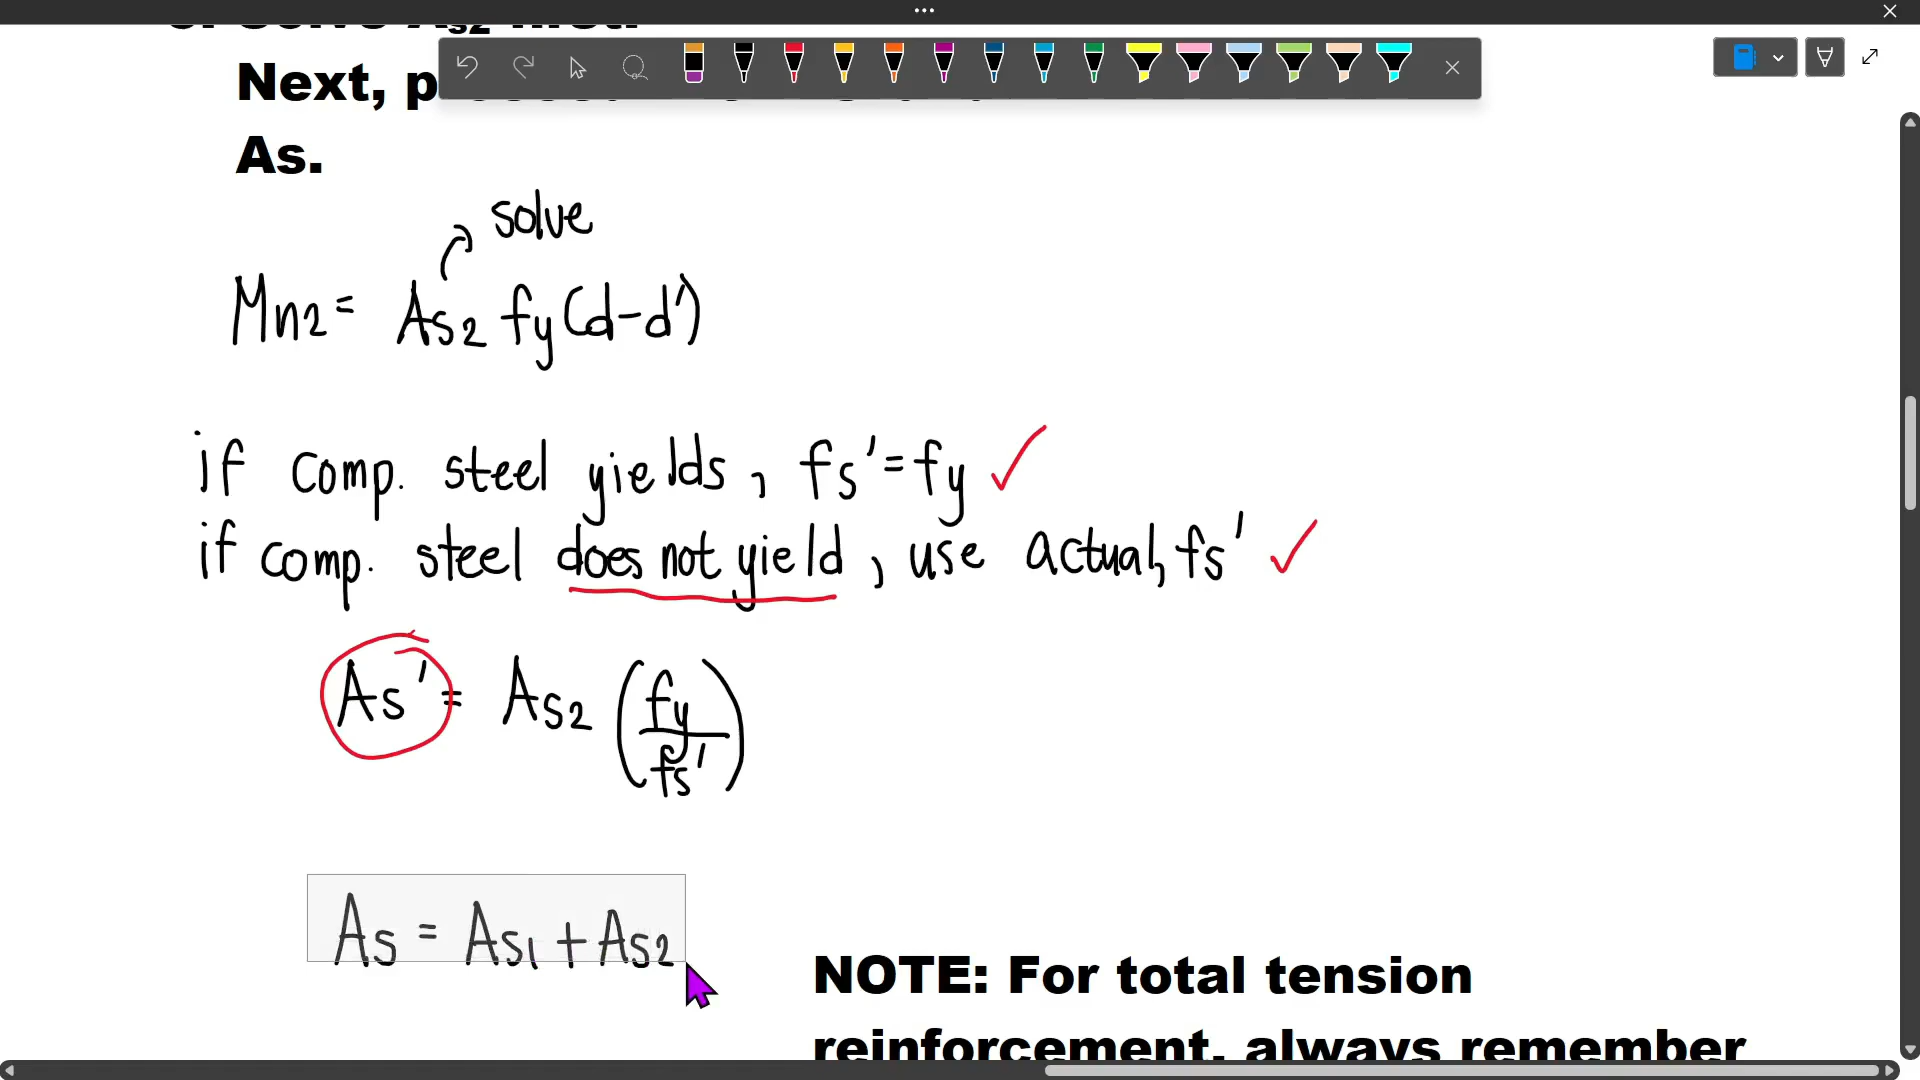 Next, p
As.
solve
Mn2 = As2 fy (d-d')
if comp. steel yields, fs' = fy ✓
if comp. steel does not yield, use actual, fs' ✓
As' = As2 (fy/fs')
As = As1 + As2
NOTE: For total tension
reinforcement, always remember